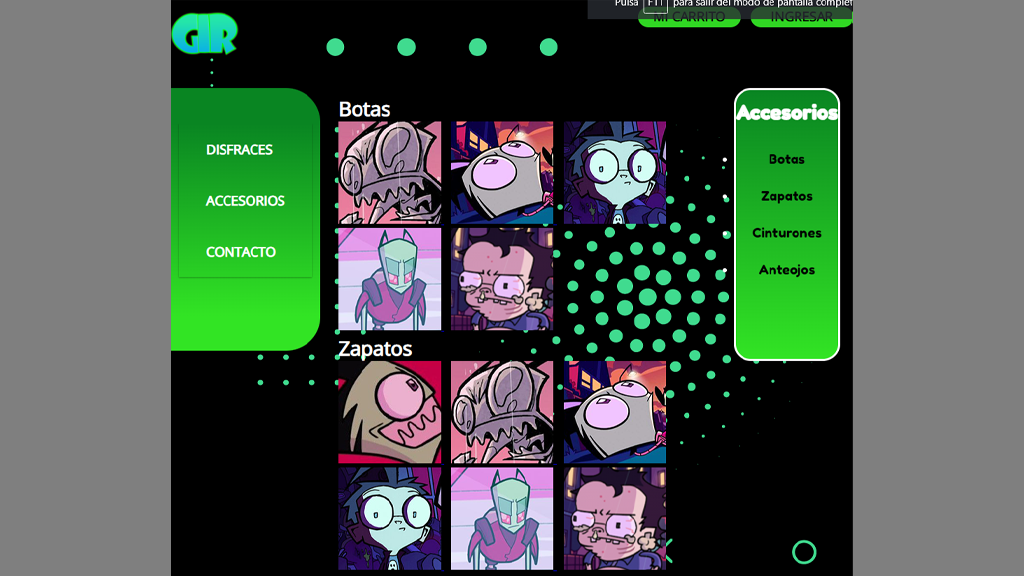 Pulsa F11 para salir del modo de pantalla complet
GIR
MI CARRITO
INGRESAR
DISFRACES
ACCESORIOS
CONTACTO
Botas
Zapatos
Accesorios
Botas
Zapatos
Cinturones
Anteojos